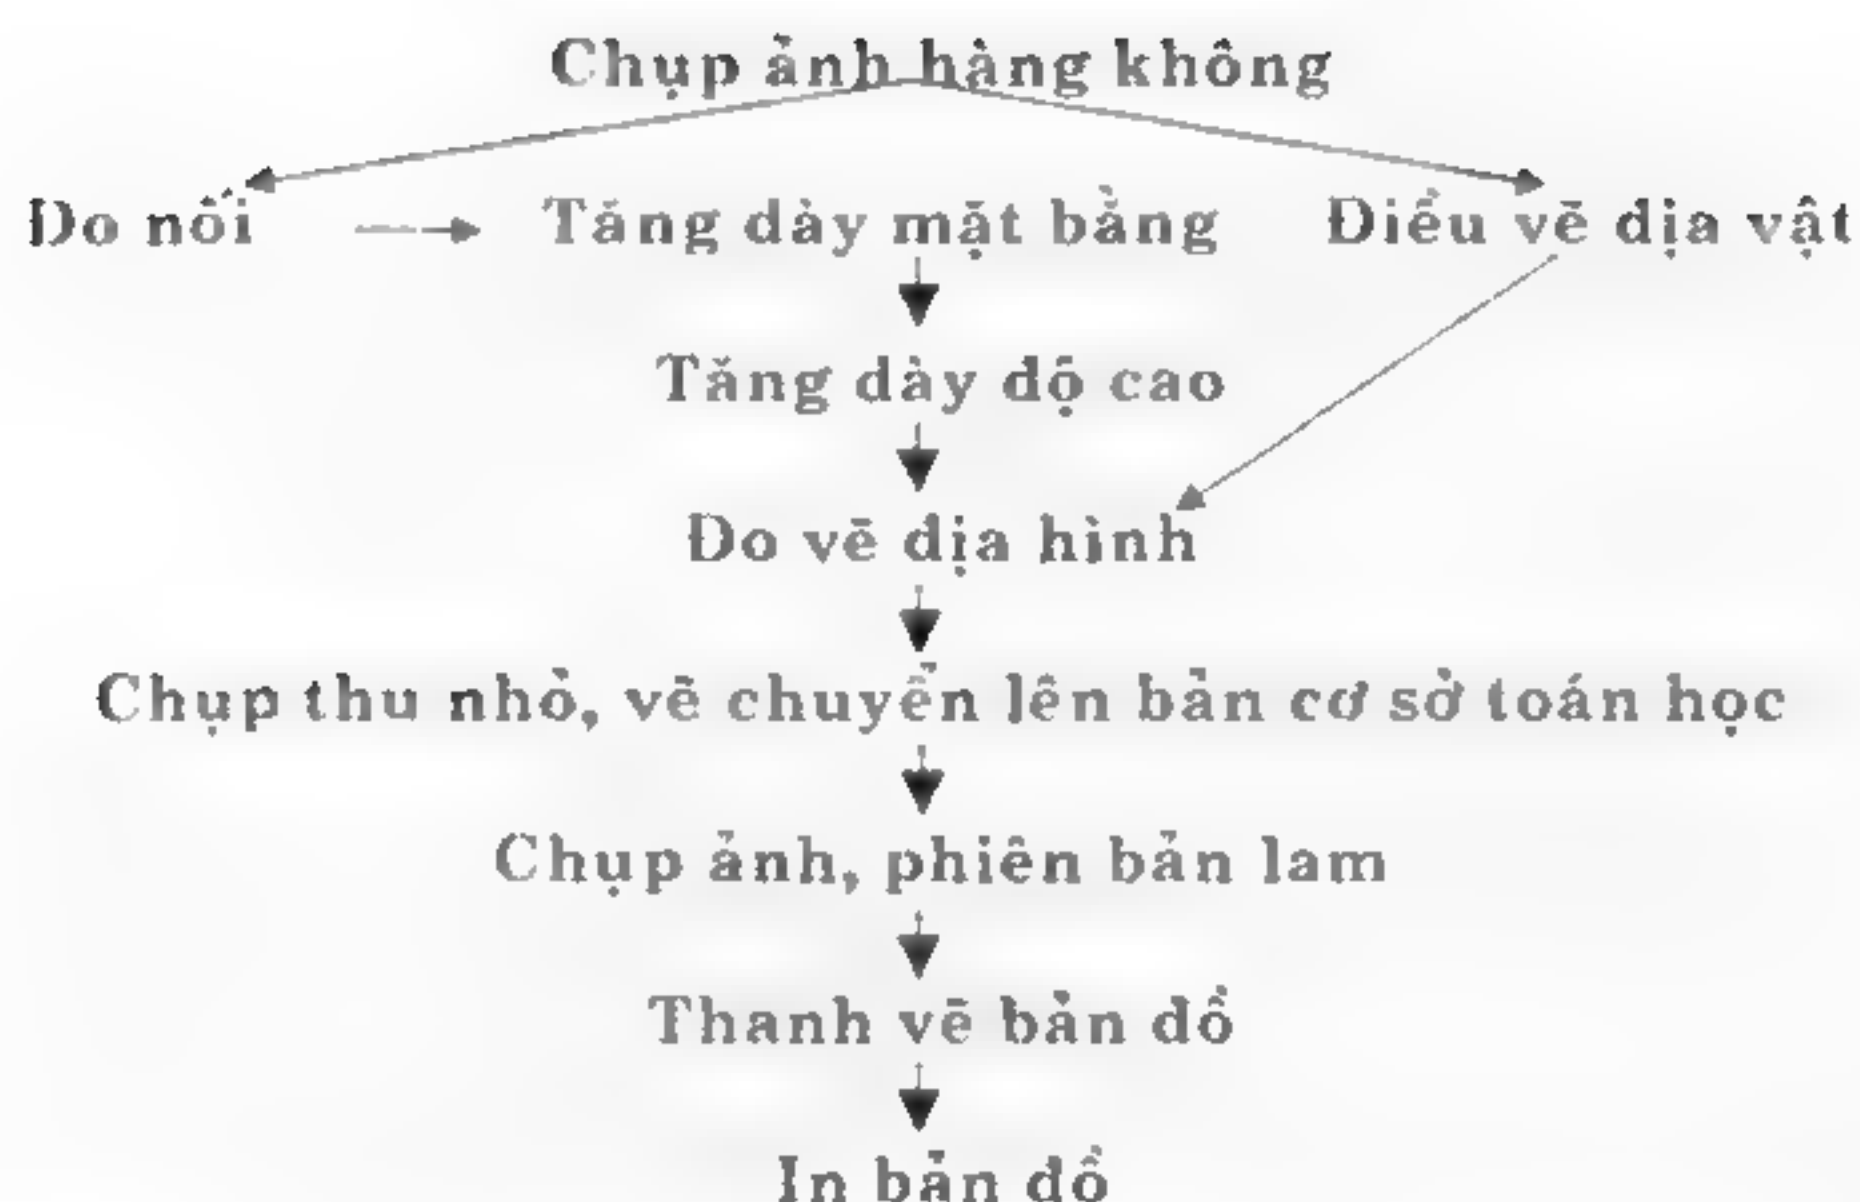 Chụp ảnh hàng không
Đo nối Tăng dày mặt bằng Điều vẽ địa vật
Tăng dày độ cao
Đo vẽ địa hình
Chụp thu nhỏ, vẽ chuyển lên bản cơ sở toán học
Chụp ảnh, phiên bản lam
Thanh vẽ bản đồ
In bản đồ